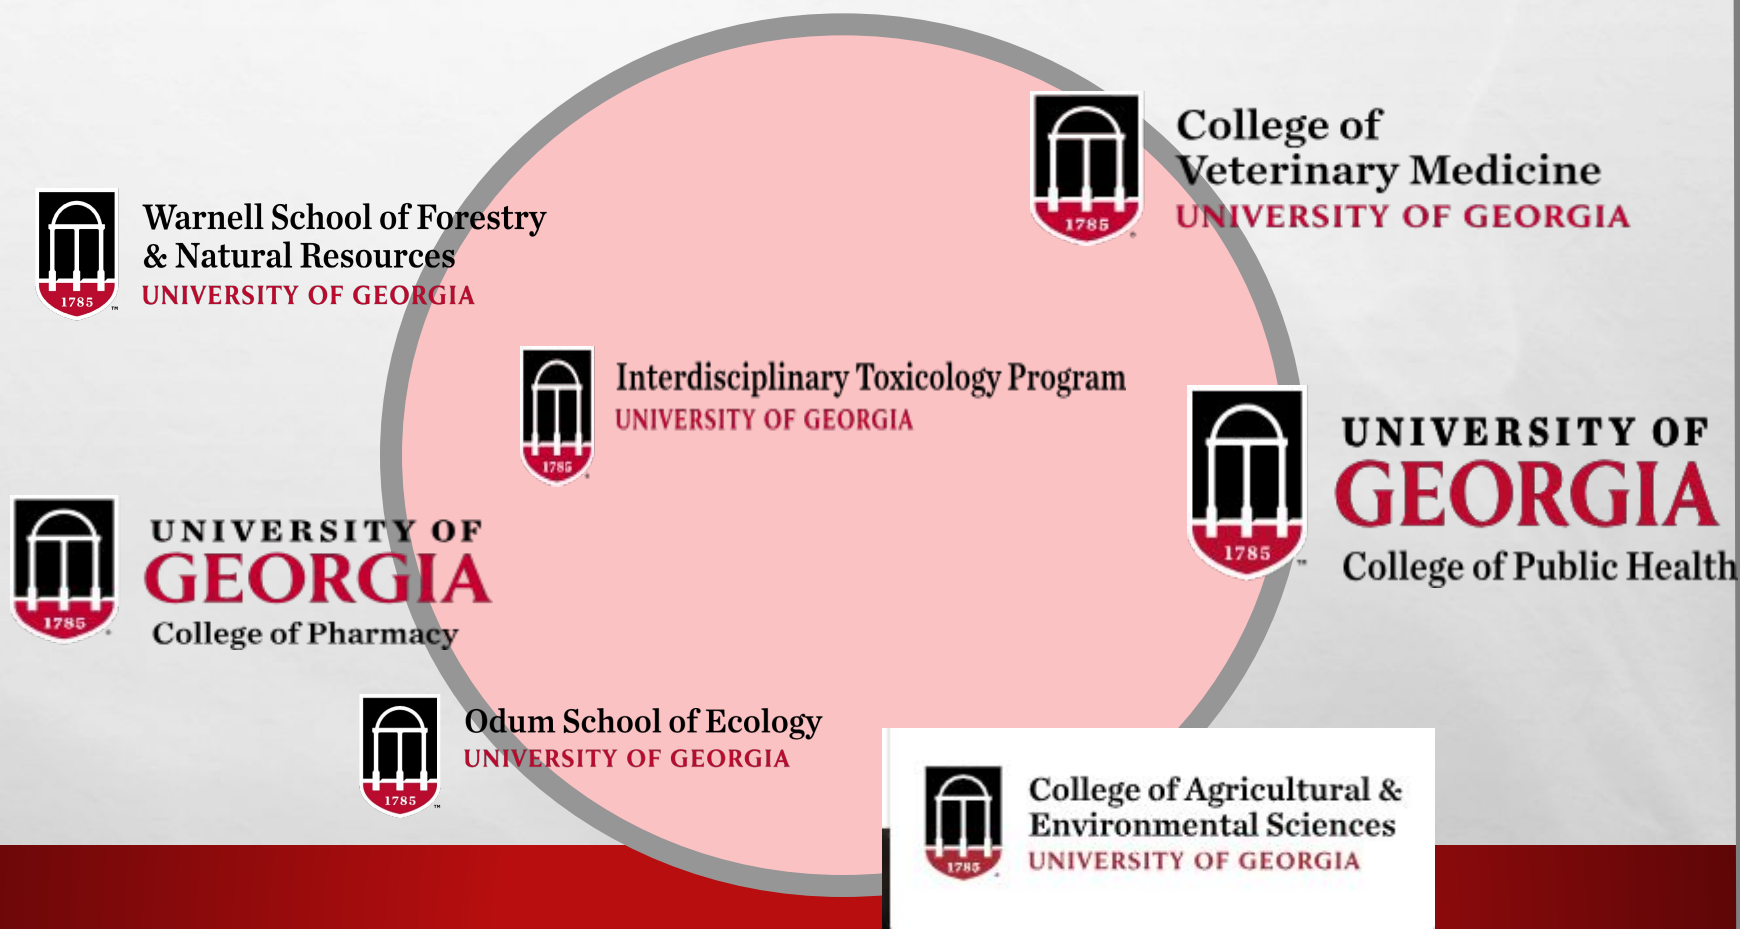 College of
Veterinary Medicine
UNIVERSITY OF GEORGIA
1785
Warnell School of Forestry
& Natural Resources
UNIVERSITY OF GEORGIA
1785
™
Interdisciplinary Toxicology Program
UNIVERSITY OF GEORGIA
1785
UNIVERSITY OF
GEORGIA
College of Public Health
1785
™
UNIVERSITY OF
GEORGIA
College of Pharmacy
1785
Odum School of Ecology
UNIVERSITY OF GEORGIA
1785
™
College of Agricultural &
Environmental Sciences
UNIVERSITY OF GEORGIA
1785